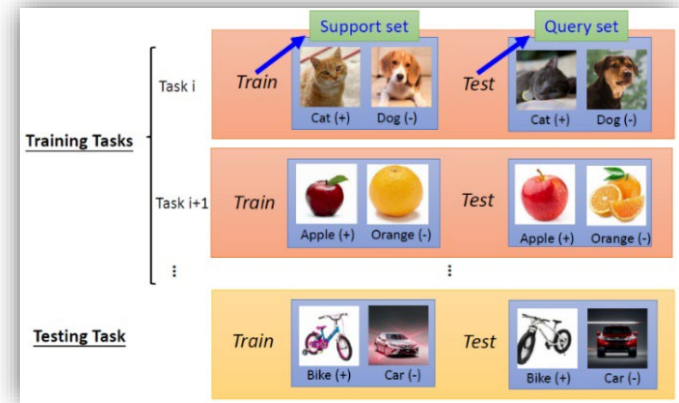 Support set
Query set
Task i
Train
Test
Cat (+) Dog (-)
Cat (+) Dog (-)
Training Tasks
Task i+1
Train
Test
Apple (+) Orange (-)
Apple (+) Orange (-)
⋮ ⋮
Testing Task
Train
Test
Bike (+) Car (-)
Bike (+) Car (-)